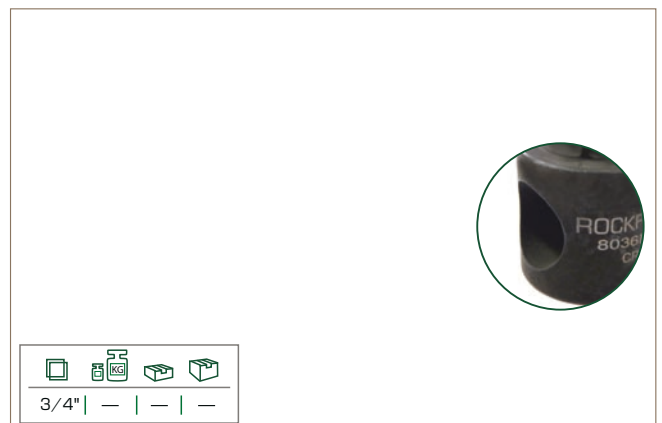 ROCKF
8036
CR
KG
3/4" | — | — | —